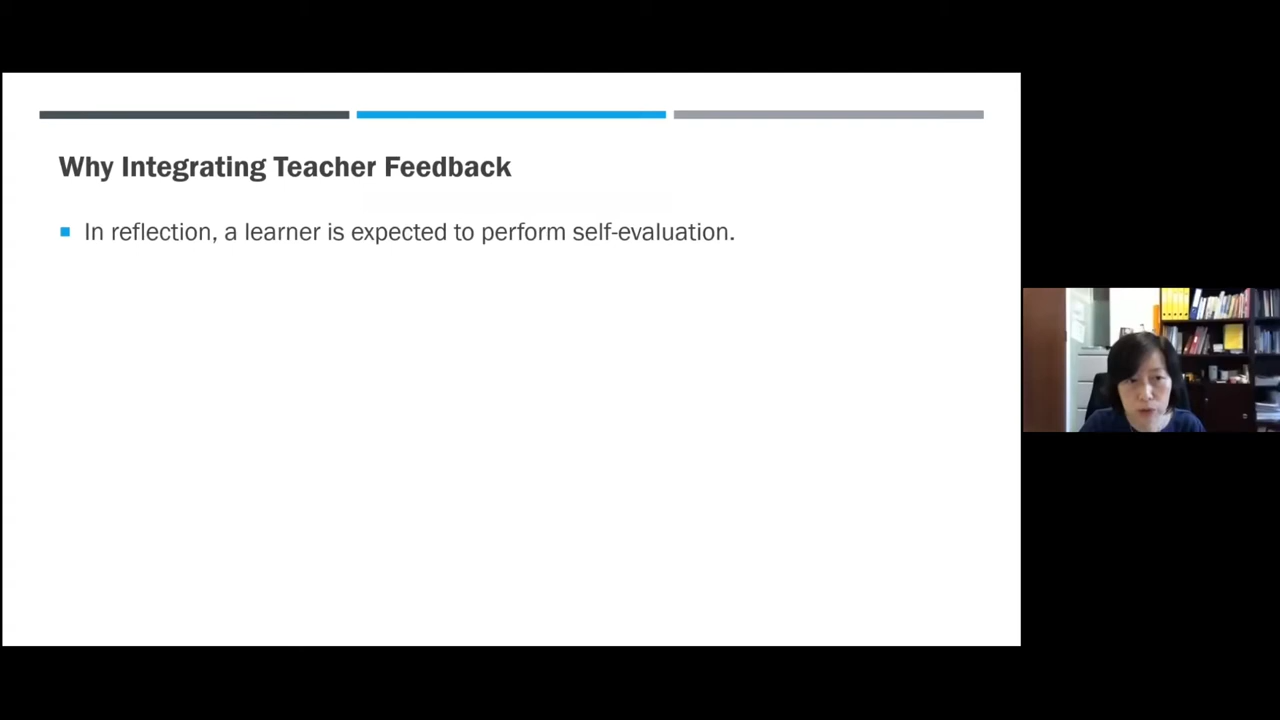 Why Integrating Teacher Feedback
In reflection, a learner is expected to perform self-evaluation.